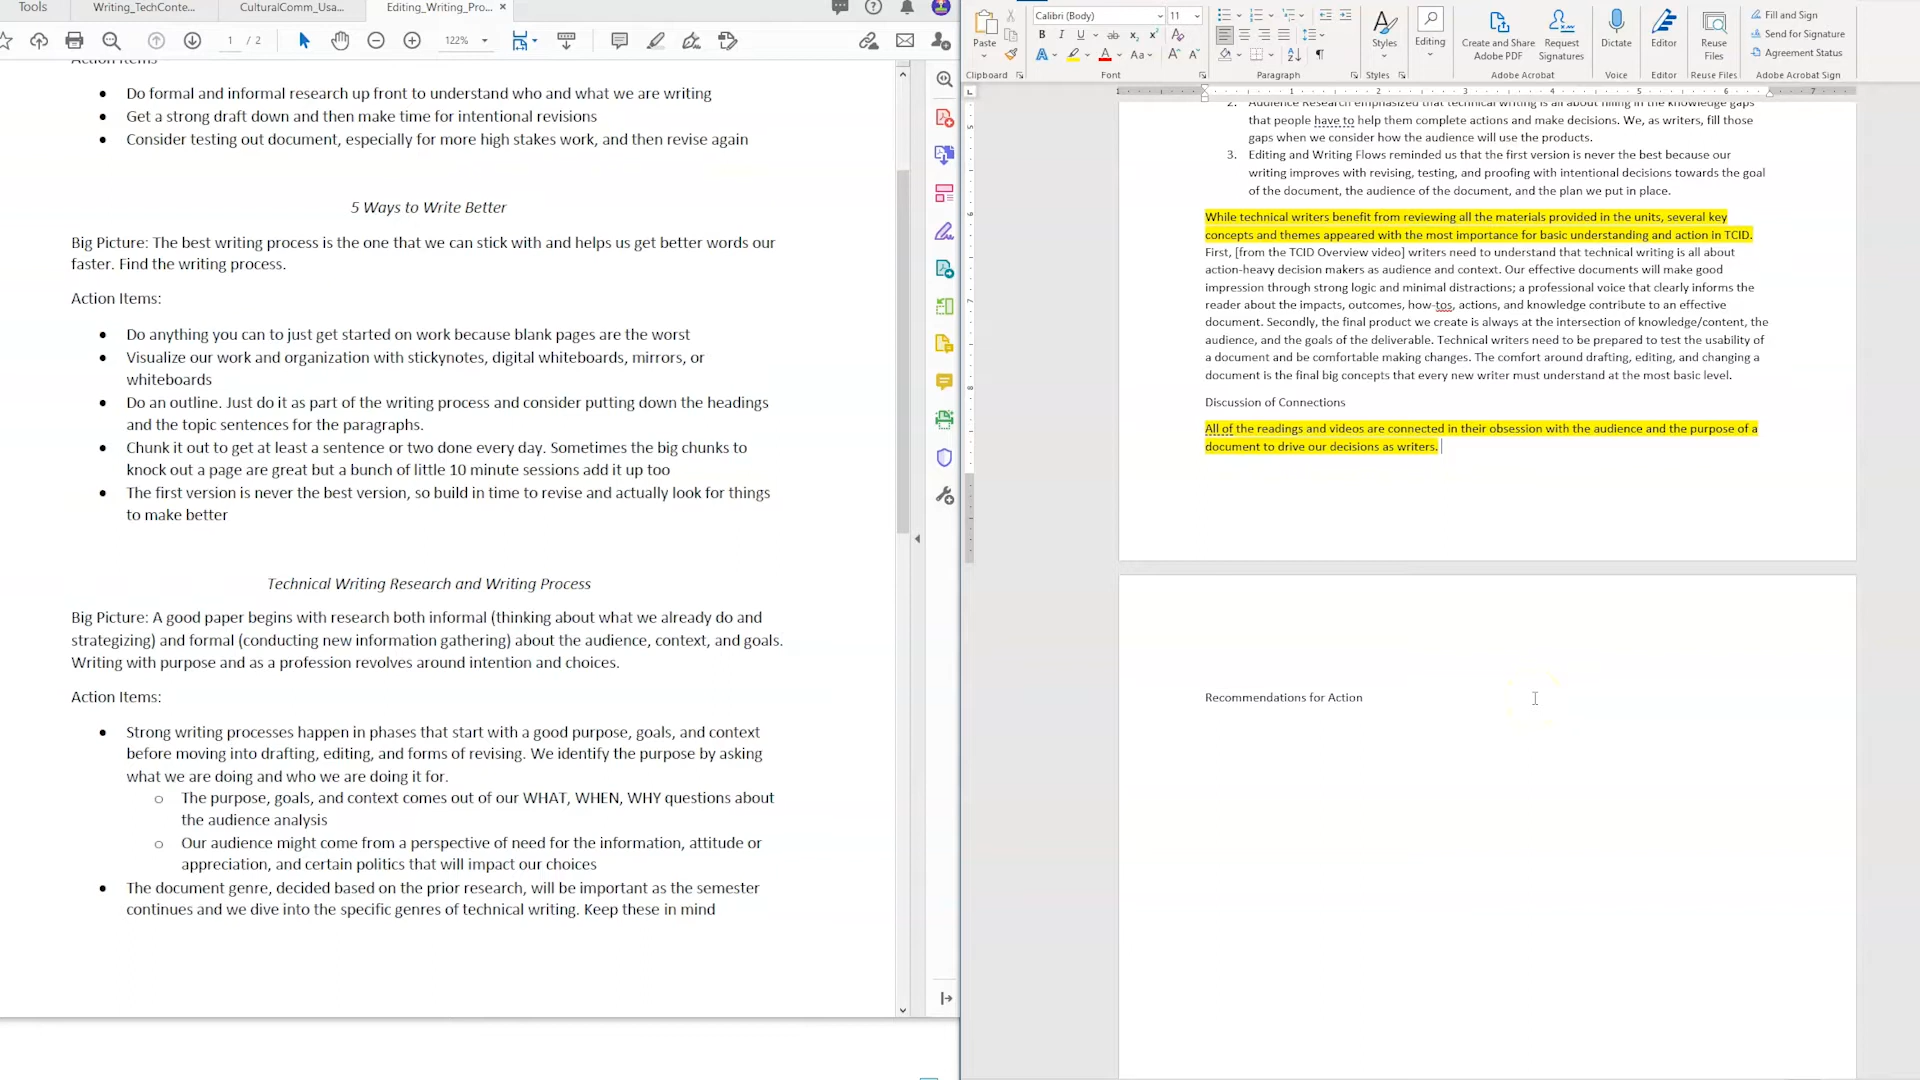 Tools
Writing_TechConte...
CulturalComm_Usa...
Editing_Writing_Pro... ×
1 / 2
122%
Action Items
• Do formal and informal research up front to understand who and what we are writing
• Get a strong draft down and then make time for intentional revisions
• Consider testing out document, especially for more high stakes work, and then revise again
5 Ways to Write Better
Big Picture: The best writing process is the one that we can stick with and helps us get better words our
faster. Find the writing process.
Action Items:
• Do anything you can to just get started on work because blank pages are the worst
• Visualize our work and organization with stickynotes, digital whiteboards, mirrors, or
whiteboards
• Do an outline. Just do it as part of the writing process and consider putting down the headings
and the topic sentences for the paragraphs.
• Chunk it out to get at least a sentence or two done every day. Sometimes the big chunks to
knock out a page are great but a bunch of little 10 minute sessions add it up too
• The first version is never the best version, so build in time to revise and actually look for things
to make better
Technical Writing Research and Writing Process
Big Picture: A good paper begins with research both informal (thinking about what we already do and
strategizing) and formal (conducting new information gathering) about the audience, context, and goals.
Writing with purpose and as a profession revolves around intention and choices.
Action Items:
• Strong writing processes happen in phases that start with a good purpose, goals, and context
before moving into drafting, editing, and forms of revising. We identify the purpose by asking
what we are doing and who we are doing it for.
o The purpose, goals, and context comes out of our WHAT, WHEN, WHY questions about
the audience analysis
o Our audience might come from a perspective of need for the information, attitude or
appreciation, and certain politics that will impact our choices
• The document genre, decided based on the prior research, will be important as the semester
continues and we dive into the specific genres of technical writing. Keep these in mind
Calibri (Body) 11
Paste
Styles
Editing
Create and Share
Adobe PDF
Request
Signatures
Dictate
Editor
Reuse
Files
Fill and Sign
Send for Signature
Agreement Status
Clipboard
Font
Paragraph
Styles
Adobe Acrobat
Voice
Editor
Reuse Files
Adobe Acrobat Sign
1 1 2 3 4 5 6 7
2. Audience Research emphasized that technical writing is all about filling in the knowledge gaps
that people have to help them complete actions and make decisions. We, as writers, fill those
gaps when we consider how the audience will use the products.
3. Editing and Writing Flows reminded us that the first version is never the best because our
writing improves with revising, testing, and proofing with intentional decisions towards the goal
of the document, the audience of the document, and the plan we put in place.
While technical writers benefit from reviewing all the materials provided in the units, several key
concepts and themes appeared with the most importance for basic understanding and action in TCID.
First, [from the TCID Overview video] writers need to understand that technical writing is all about
action-heavy decision makers as audience and context. Our effective documents will make good
impression through strong logic and minimal distractions; a professional voice that clearly informs the
reader about the impacts, outcomes, how-tos, actions, and knowledge contribute to an effective
document. Secondly, the final product we create is always at the intersection of knowledge/content, the
audience, and the goals of the deliverable. Technical writers need to be prepared to test the usability of
a document and be comfortable making changes. The comfort around drafting, editing, and changing a
document is the final big concepts that every new writer must understand at the most basic level.
Discussion of Connections
All of the readings and videos are connected in their obsession with the audience and the purpose of a
document to drive our decisions as writers.
Recommendations for Action